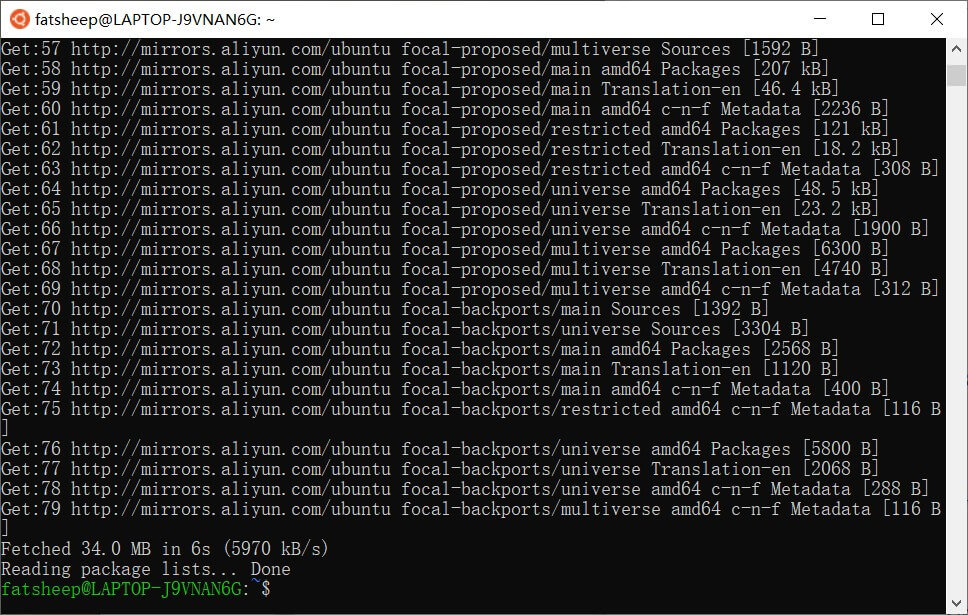 fatsheep@LAPTOP-J9VNAN6G: ~
Get:57 http://mirrors.aliyun.com/ubuntu focal-proposed/multiverse Sources [1592 B]
Get:58 http://mirrors.aliyun.com/ubuntu focal-proposed/main amd64 Packages [207 kB]
Get:59 http://mirrors.aliyun.com/ubuntu focal-proposed/main Translation-en [46.4 kB]
Get:60 http://mirrors.aliyun.com/ubuntu focal-proposed/main amd64 c-n-f Metadata [2236 B]
Get:61 http://mirrors.aliyun.com/ubuntu focal-proposed/restricted amd64 Packages [121 kB]
Get:62 http://mirrors.aliyun.com/ubuntu focal-proposed/restricted Translation-en [18.2 kB]
Get:63 http://mirrors.aliyun.com/ubuntu focal-proposed/restricted amd64 c-n-f Metadata [308 B]
Get:64 http://mirrors.aliyun.com/ubuntu focal-proposed/universe amd64 Packages [48.5 kB]
Get:65 http://mirrors.aliyun.com/ubuntu focal-proposed/universe Translation-en [23.2 kB]
Get:66 http://mirrors.aliyun.com/ubuntu focal-proposed/universe amd64 c-n-f Metadata [1900 B]
Get:67 http://mirrors.aliyun.com/ubuntu focal-proposed/multiverse amd64 Packages [6300 B]
Get:68 http://mirrors.aliyun.com/ubuntu focal-proposed/multiverse Translation-en [4740 B]
Get:69 http://mirrors.aliyun.com/ubuntu focal-proposed/multiverse amd64 c-n-f Metadata [312 B]
Get:70 http://mirrors.aliyun.com/ubuntu focal-backports/main Sources [1392 B]
Get:71 http://mirrors.aliyun.com/ubuntu focal-backports/universe Sources [3304 B]
Get:72 http://mirrors.aliyun.com/ubuntu focal-backports/main amd64 Packages [2568 B]
Get:73 http://mirrors.aliyun.com/ubuntu focal-backports/main Translation-en [1120 B]
Get:74 http://mirrors.aliyun.com/ubuntu focal-backports/main amd64 c-n-f Metadata [400 B]
Get:75 http://mirrors.aliyun.com/ubuntu focal-backports/restricted amd64 c-n-f Metadata [116 B
]
Get:76 http://mirrors.aliyun.com/ubuntu focal-backports/universe amd64 Packages [5800 B]
Get:77 http://mirrors.aliyun.com/ubuntu focal-backports/universe Translation-en [2068 B]
Get:78 http://mirrors.aliyun.com/ubuntu focal-backports/universe amd64 c-n-f Metadata [288 B]
Get:79 http://mirrors.aliyun.com/ubuntu focal-backports/multiverse amd64 c-n-f Metadata [116 B
]
Fetched 34.0 MB in 6s (5970 kB/s)
Reading package lists... Done
fatsheep@LAPTOP-J9VNAN6G:~$